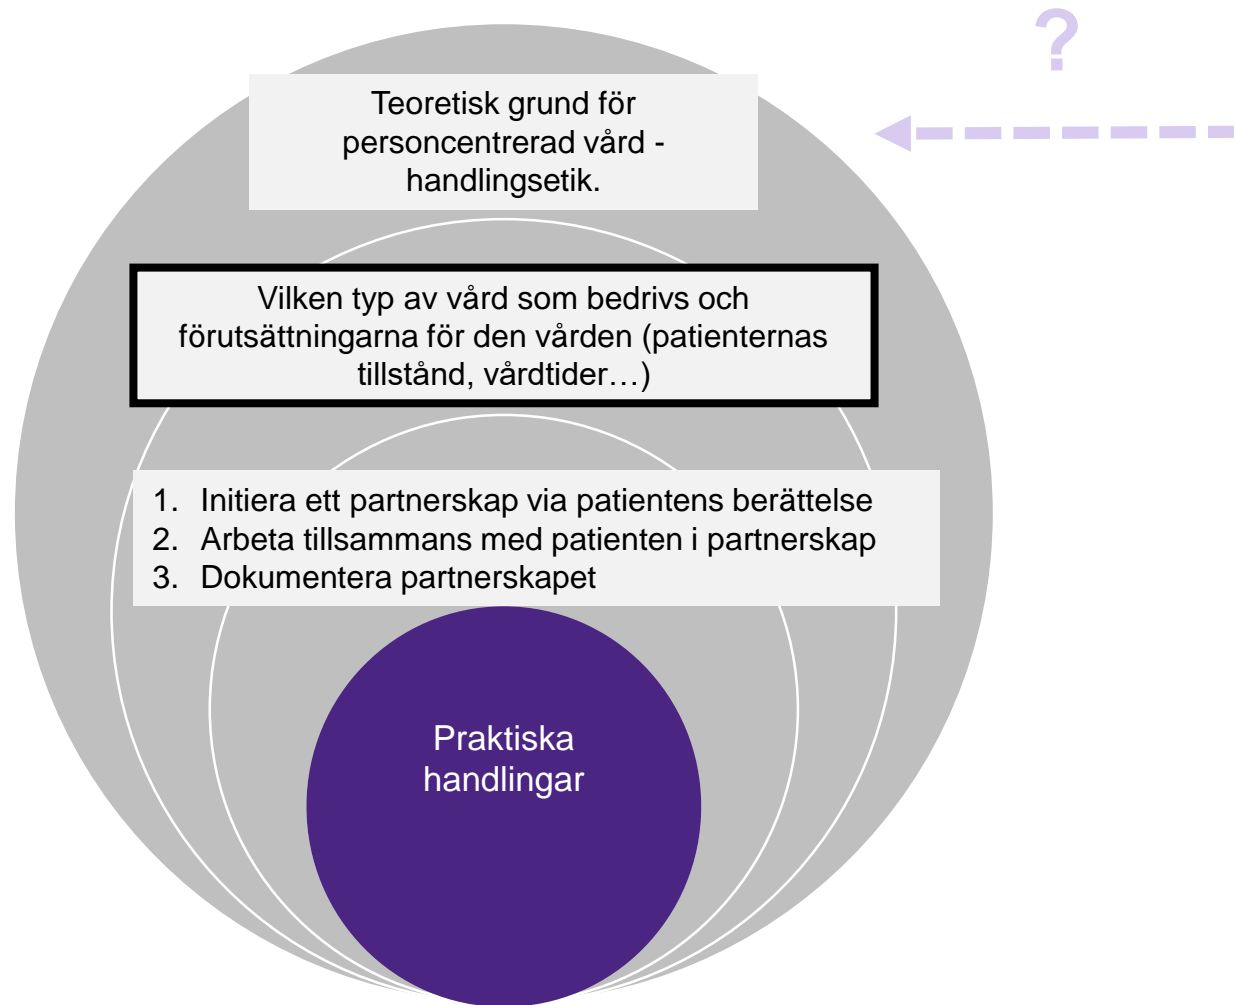 ?
Teoretisk grund för
personcentrerad vård -
handlingsetik.
Vilken typ av vård som bedrivs och
förutsättningarna för den vården (patienternas
tillstånd, vårdtider…)
1. Initiera ett partnerskap via patientens berättelse
2. Arbeta tillsammans med patienten i partnerskap
3. Dokumentera partnerskapet
Praktiska
handlingar